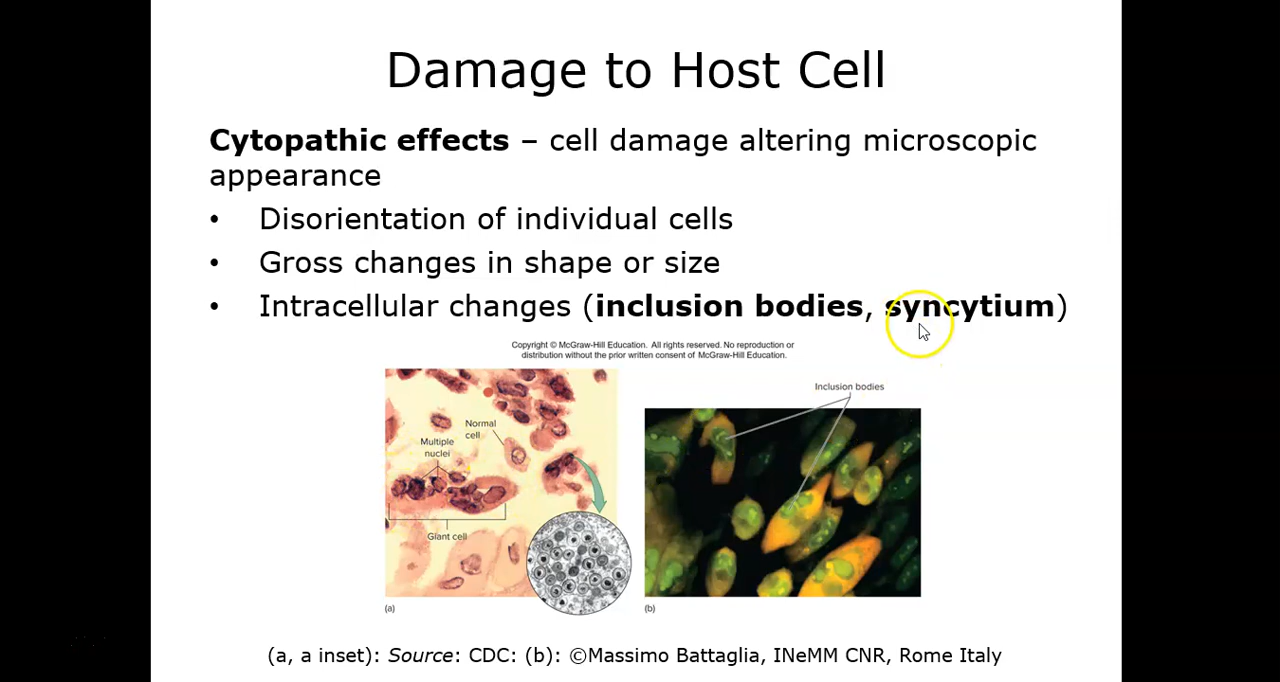 Damage to Host Cell
Cytopathic effects – cell damage altering microscopic
appearance
• Disorientation of individual cells
• Gross changes in shape or size
• Intracellular changes (inclusion bodies, syncytium)
Copyright © McGraw-Hill Education. All rights reserved. No reproduction or
distribution without the prior written consent of McGraw-Hill Education.
Normal
cell
Multiple
nuclei
Giant cell
(a)
Inclusion bodies
(b)
(a, a inset): Source: CDC: (b): ©Massimo Battaglia, INeMM CNR, Rome Italy